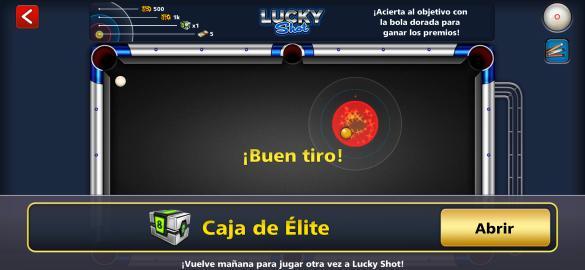 500
1k
x1
5
LUCKY
Shot
¡Acierta al objetivo con
la bola dorada para
ganar los premios!
¡Buen tiro!
8
Caja de Élite
Abrir
¡Vuelve mañana para jugar otra vez a Lucky Shot!